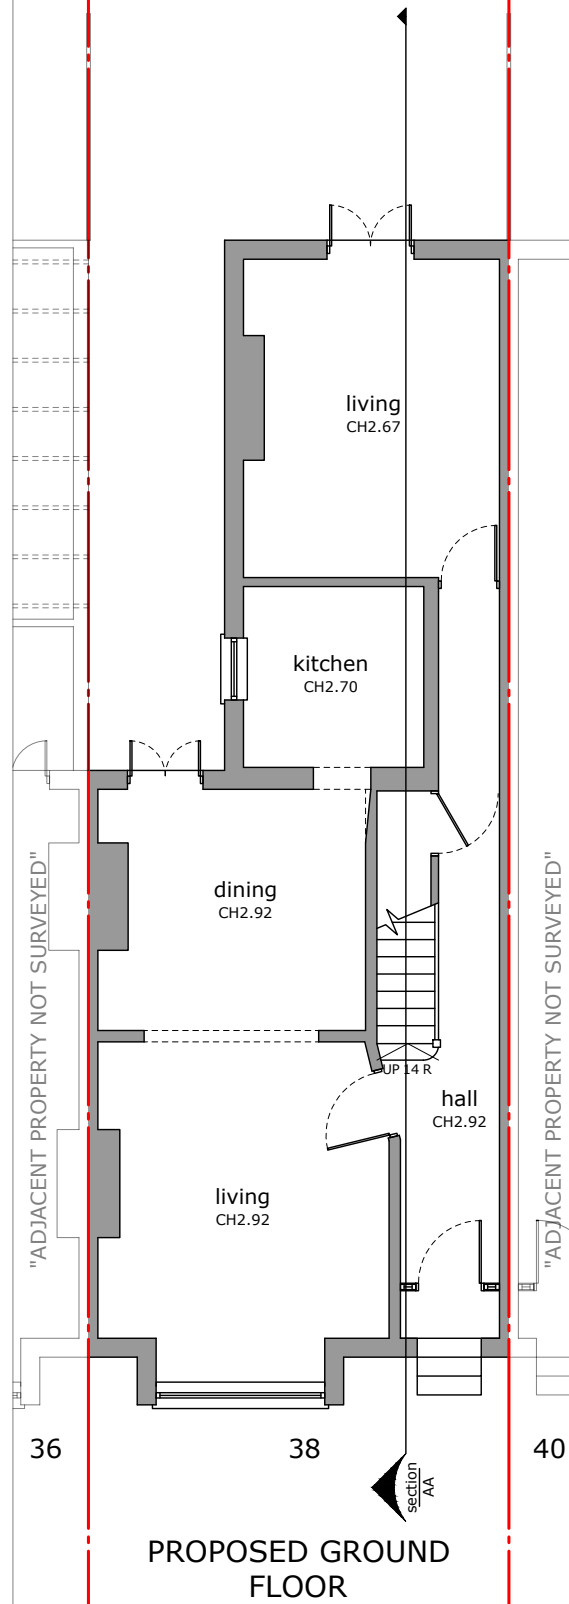 living
CH2.67
kitchen
CH2.70
dining
CH2.92
"ADJACENT PROPERTY NOT SURVEYED"
"ADJACENT PROPERTY NOT SURVEYED"
UP 14 R
hall
CH2.92
living
CH2.92
36
38
40
section
AA
PROPOSED GROUND
FLOOR